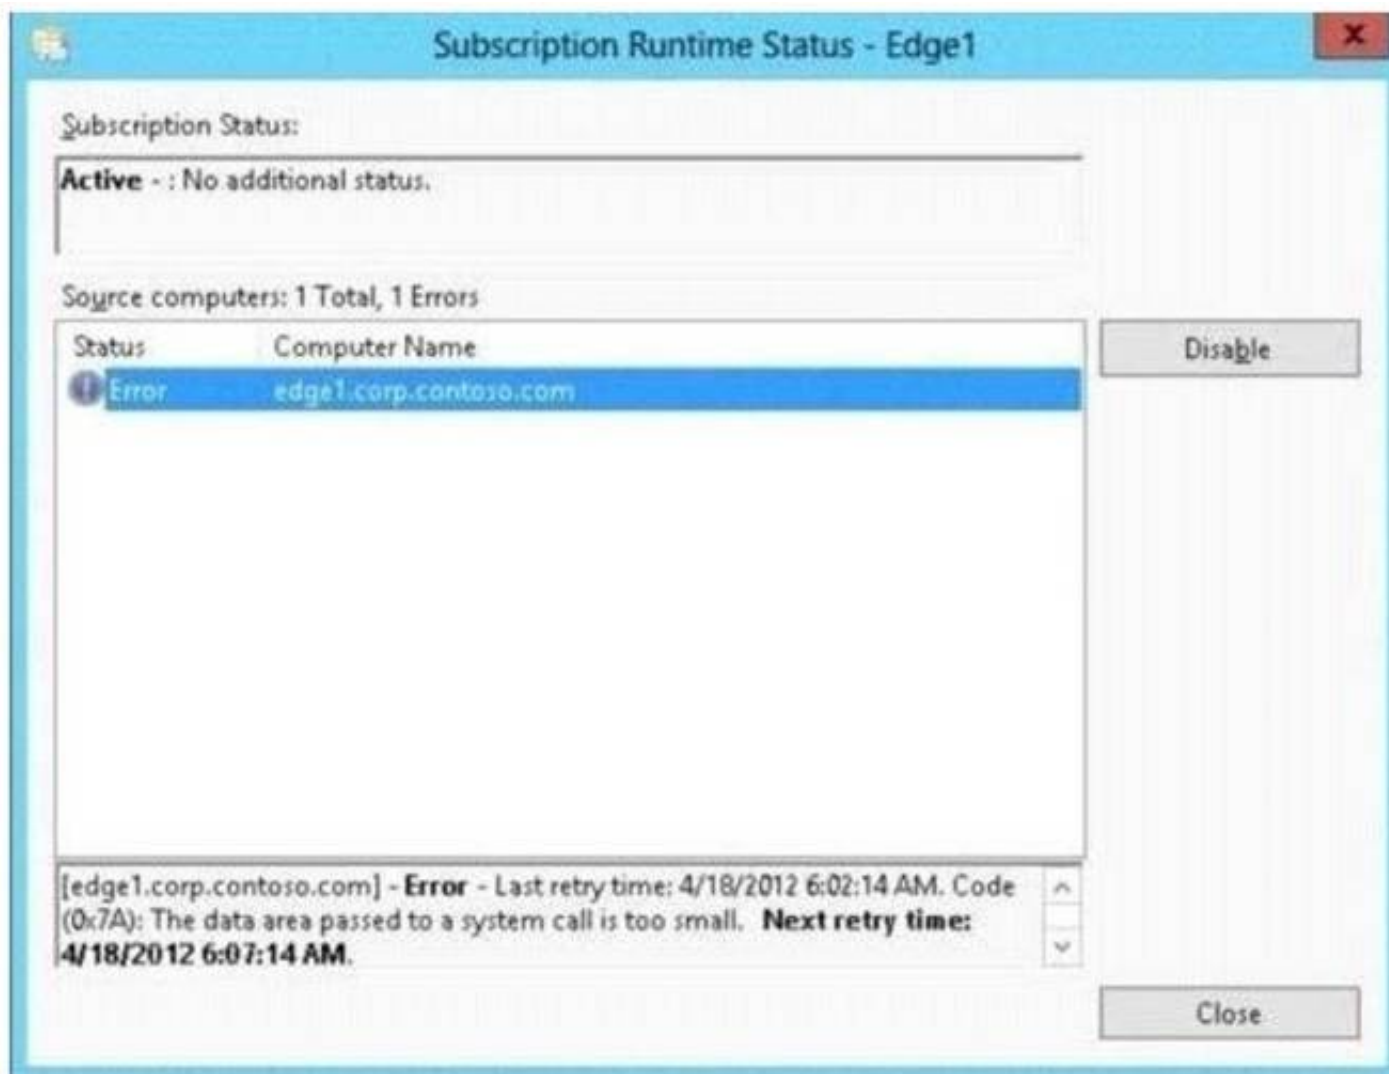 Subscription Runtime Status - Edge1
x
Subscription Status:
Active - : No additional status.
Source computers: 1 Total, 1 Errors
Status Computer Name
Disable
Error edge1.corp.contoso.com
[edge1.corp.contoso.com] - Error - Last retry time: 4/18/2012 6:02:14 AM. Code
(0x7A): The data area passed to a system call is too small. Next retry time:
4/18/2012 6:07:14 AM.
Close